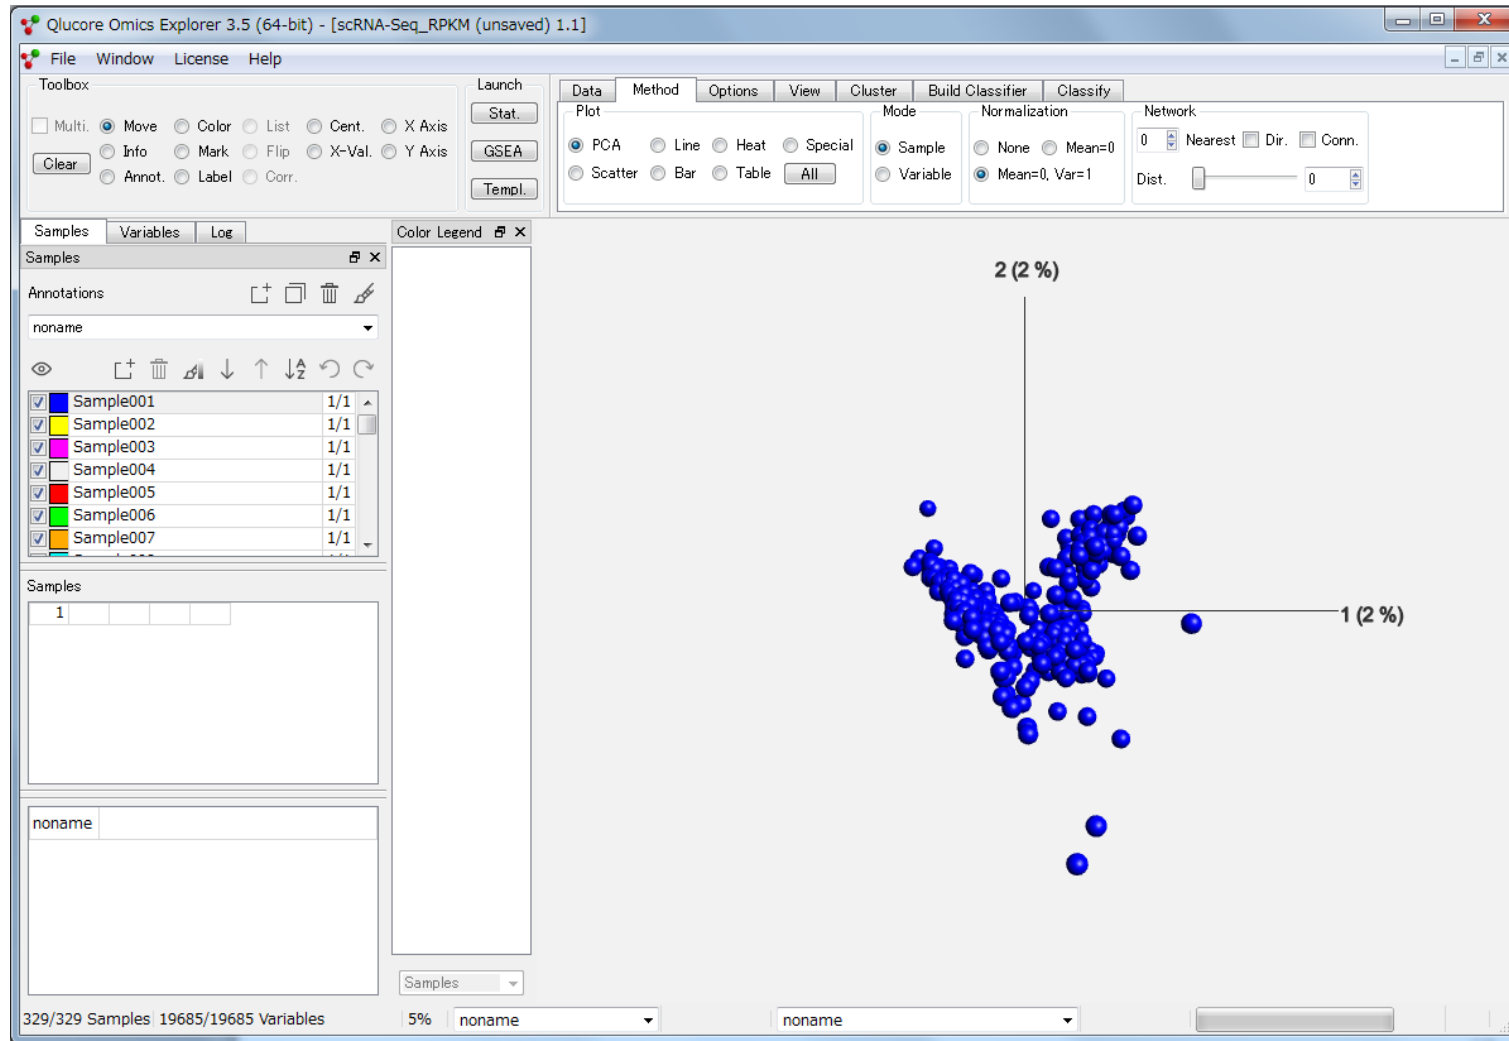 Qlucore Omics Explorer 3.5 (64-bit) - [scRNA-Seq_RPKM (unsaved) 1.1]
File Window License Help
Toolbox
Multi. Move Color List Cent. X Axis
Info Mark Flip X-Val. Y Axis
Clear
Annot. Label Corr.
Launch
Stat.
GSEA
Templ.
Data Method Options View Cluster Build Classifier Classify
Plot
PCA Line Heat Special
Scatter Bar Table All
Mode
Sample
Variable
Normalization
None Mean=0
Mean=0, Var=1
Network
0 Nearest Dir. Conn.
Dist. 0
Samples Variables Log
Samples
Annotations
noname
Sample001 1/1
Sample002 1/1
Sample003 1/1
Sample004 1/1
Sample005 1/1
Sample006 1/1
Sample007 1/1
Samples
1
noname
Color Legend
Samples
2 (2 %)
1 (2 %)
329/329 Samples 19685/19685 Variables 5% noname noname